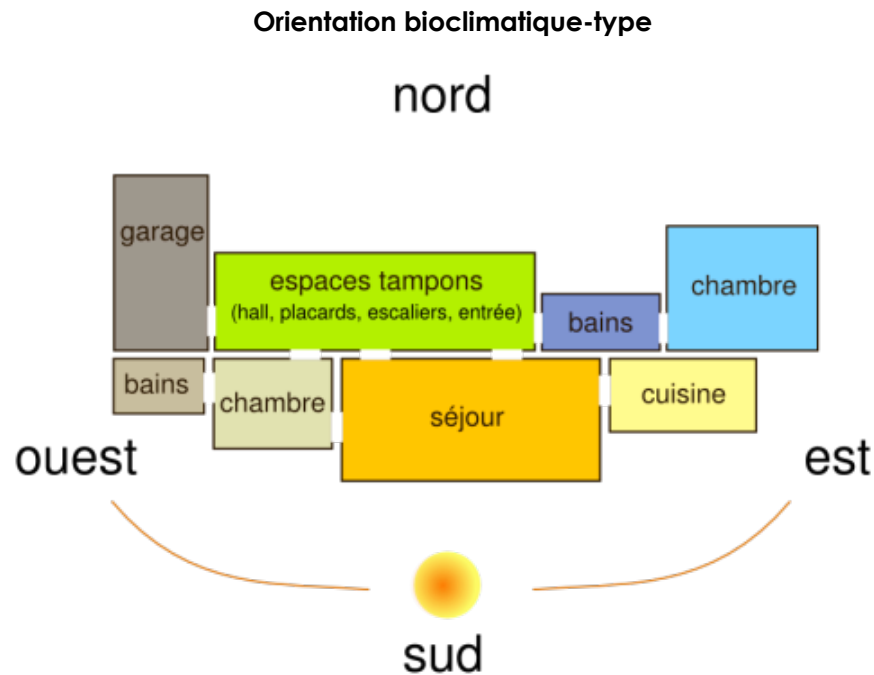 Orientation bioclimatique-type
nord
garage
espaces tampons
(hall, placards, escaliers, entrée)
chambre
bains
bains
chambre
séjour
cuisine
ouest
est
sud